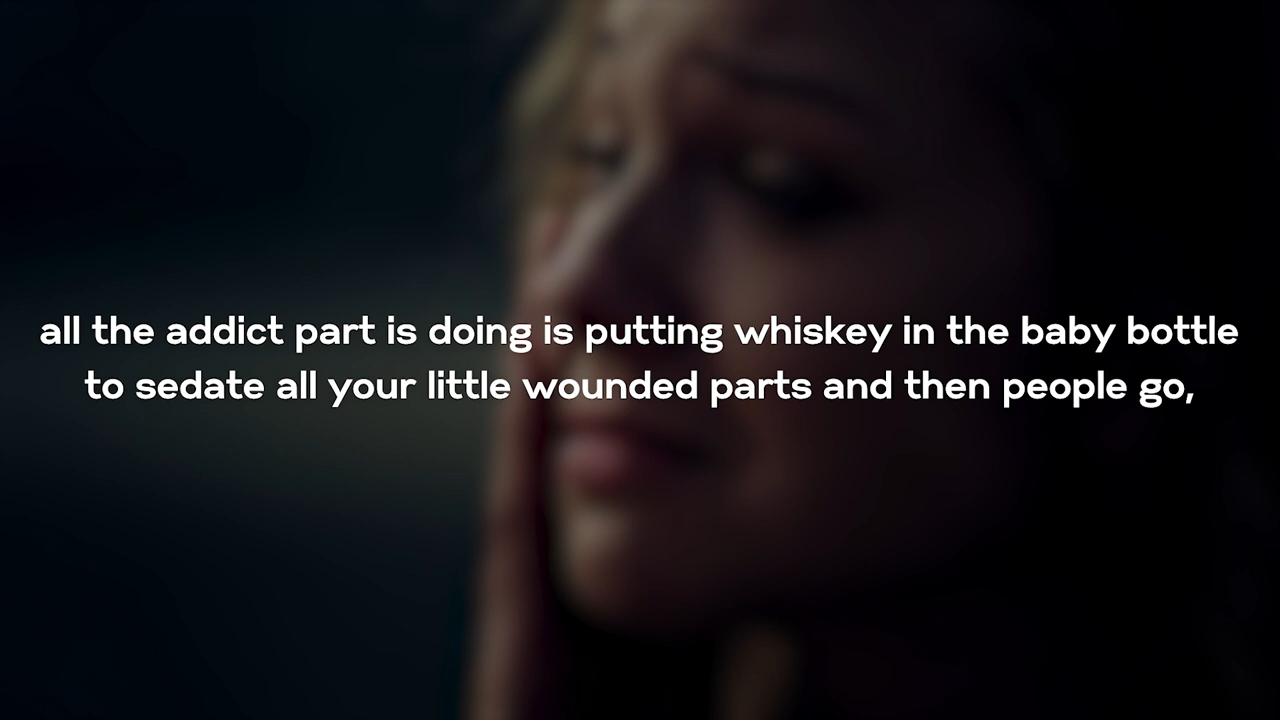 all the addict part is doing is putting whiskey in the baby bottle
to sedate all your little wounded parts and then people go,